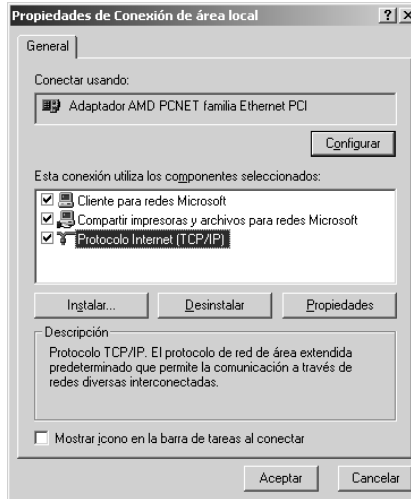 Propiedades de Conexión de área local
General
Conectar usando:
Adaptador AMD PCNET familia Ethernet PCI
Configurar
Esta conexión utiliza los componentes seleccionados:
Cliente para redes Microsoft
Compartir impresoras y archivos para redes Microsoft
Protocolo Internet (TCP/IP)
Instalar... Desinstalar Propiedades
Descripción
Protocolo TCP/IP. El protocolo de red de área extendida
predeterminado que permite la comunicación a través de
redes diversas interconectadas.
Mostrar icono en la barra de tareas al conectar
Aceptar Cancelar